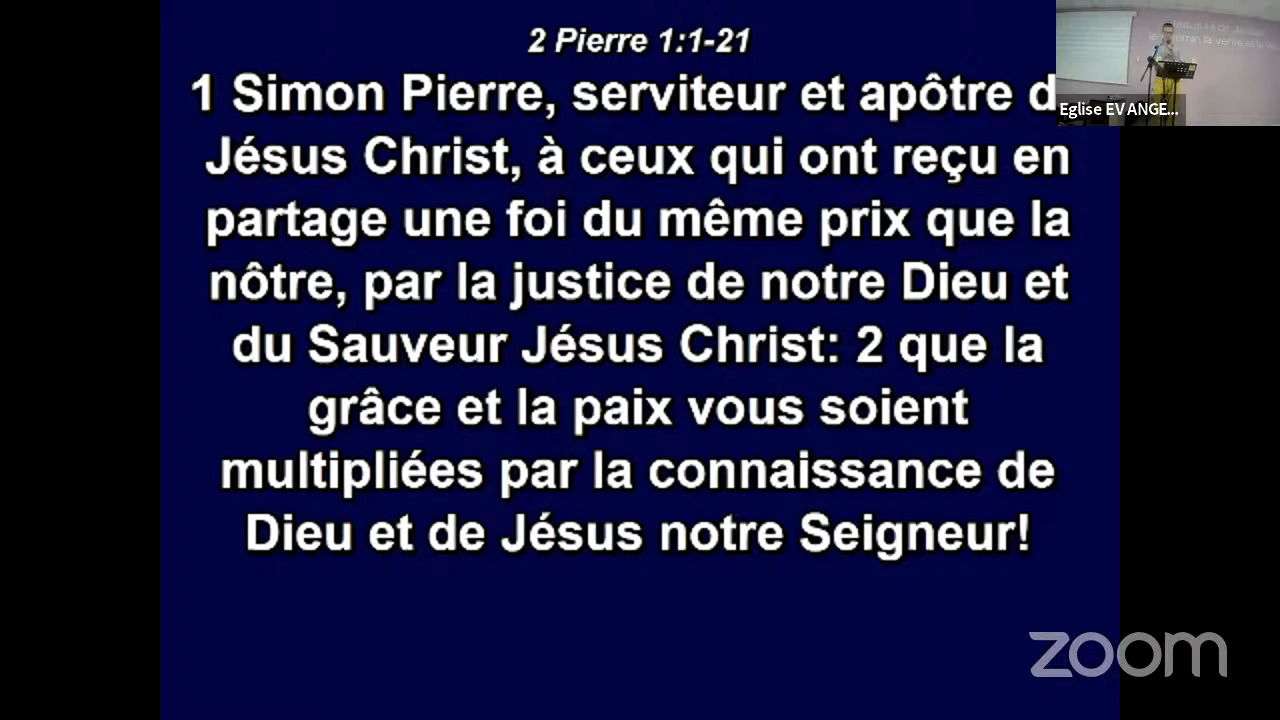 2 Pierre 1:1-21
1 Simon Pierre, serviteur et apôtre d
Jésus Christ, à ceux qui ont reçu en
partage une foi du même prix que la
nôtre, par la justice de notre Dieu et
du Sauveur Jésus Christ: 2 que la
grâce et la paix vous soient
multipliées par la connaissance de
Dieu et de Jésus notre Seigneur!
Eglise EVANGE...
zoom